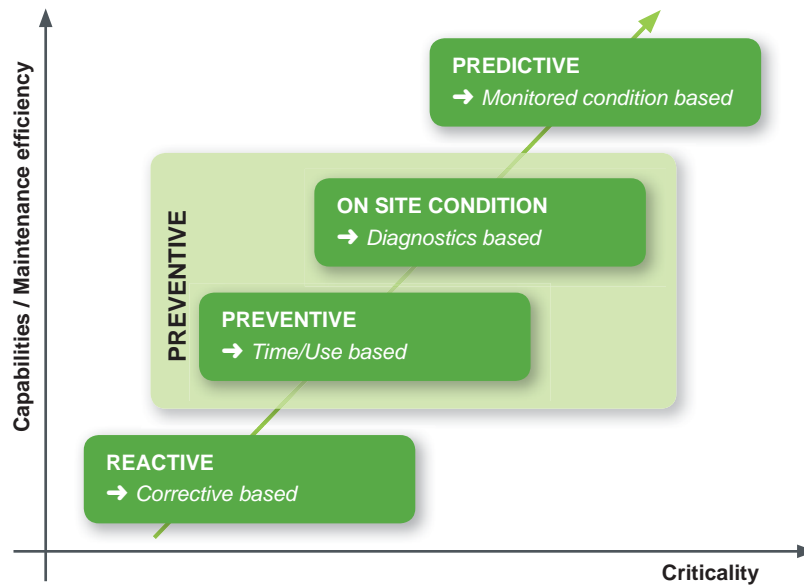 Capabilities / Maintenance efficiency
PREDICTIVE
➜ Monitored condition based
PREVENTIVE
ON SITE CONDITION
➜ Diagnostics based
PREVENTIVE
➜ Time/Use based
REACTIVE
➜ Corrective based
Criticality